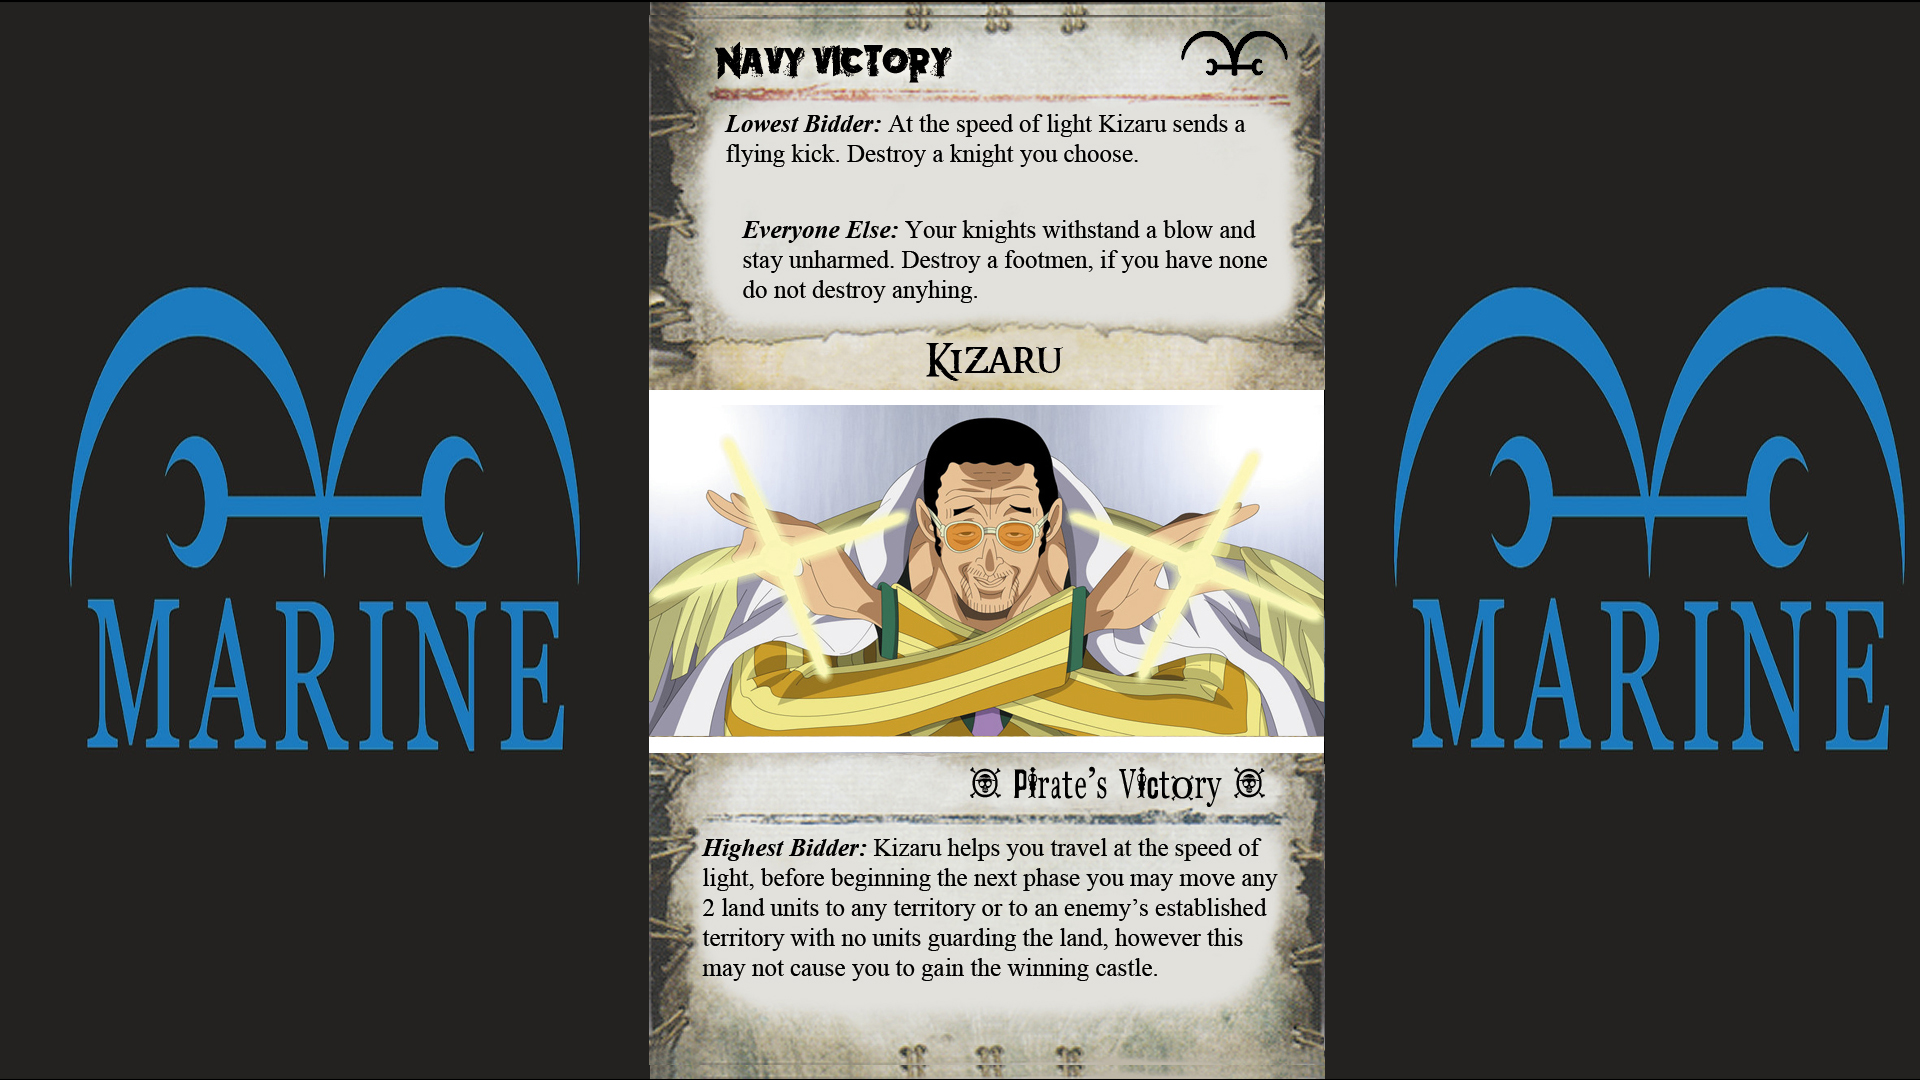 NAVY VICTORY
Lowest Bidder: At the speed of light Kizaru sends a
flying kick. Destroy a knight you choose.
Everyone Else: Your knights withstand a blow and
stay unharmed. Destroy a footmen, if you have none
do not destroy anyhing.
KIZARU
MARINE
MARINE
Pirate's Victory
Highest Bidder: Kizaru helps you travel at the speed of
light, before beginning the next phase you may move any
2 land units to any territory or to an enemy's established
territory with no units guarding the land, however this
may not cause you to gain the winning castle.